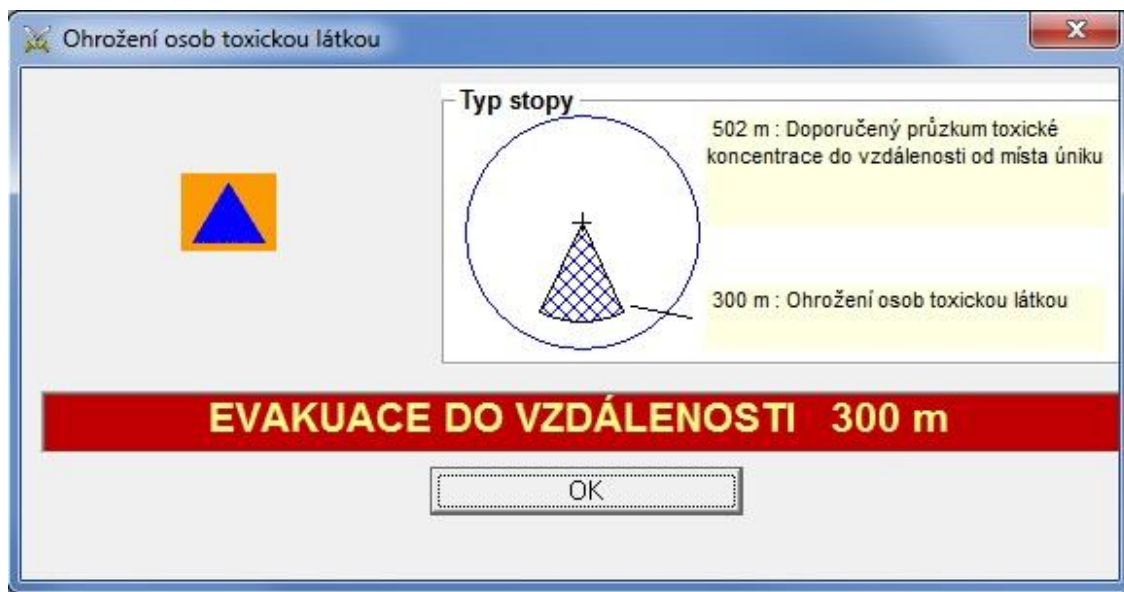 Ohrožení osob toxickou látkou
Typ stopy
502 m : Doporučený průzkum toxické
koncentrace do vzdálenosti od místa úniku
300 m : Ohrožení osob toxickou látkou
EVAKUACE DO VZDÁLENOSTI 300 m
OK